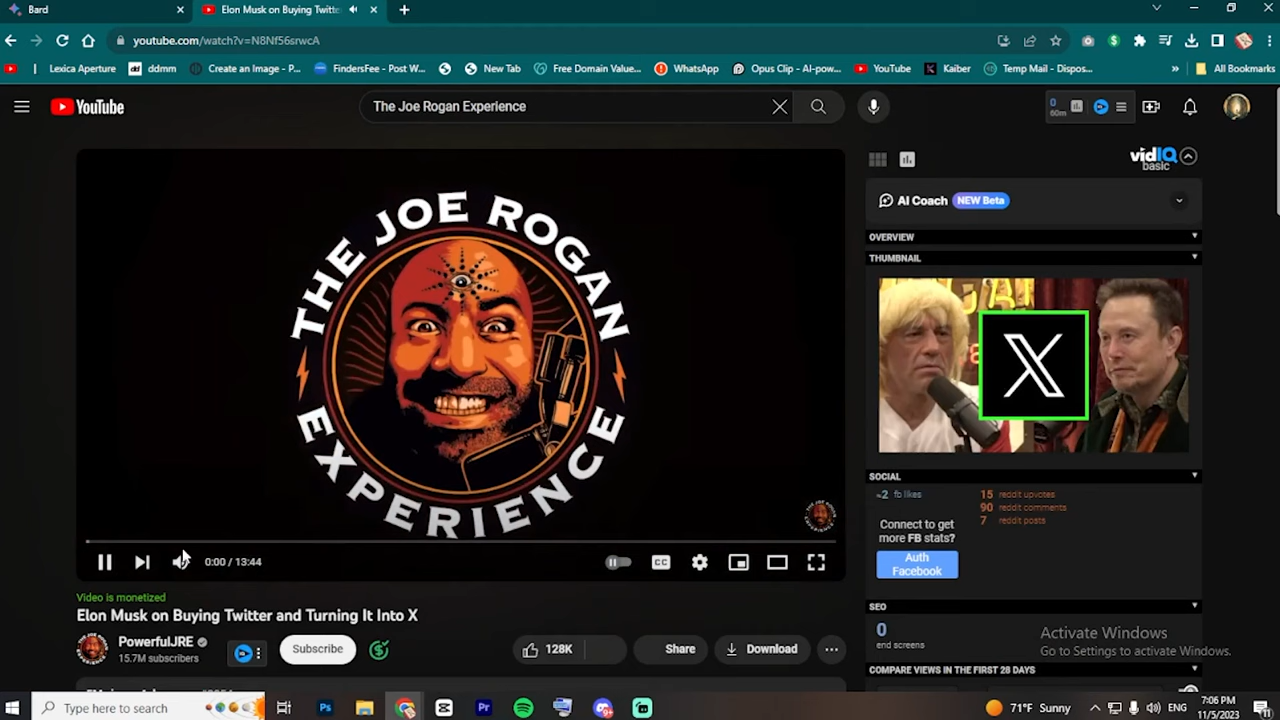 Bard
Elon Musk on Buying Twitte
youtube.com/watch?v=N8Nf56srwcA
Lexica Aperture
dd ddmm
Create an Image - P...
FindersFee - Post W...
New Tab
Free Domain Value...
WhatsApp
Opus Clip - AI-pow...
YouTube
Kaiber
Temp Mail - Dispos...
»
All Bookmarks
YouTube
The Joe Rogan Experience
0
60m
vidIQ
basic
AI Coach NEW Beta
OVERVIEW
THUMBNAIL
THE JOE ROGAN
EXPERIENCE
X
SOCIAL
≈2 fb likes
15 reddit upvotes
90 reddit comments
7 reddit posts
Connect to get
more FB stats?
Auth
Facebook
0:00 / 13:44
CC
Video is monetized
Elon Musk on Buying Twitter and Turning It Into X
PowerfulJRE
15.7M subscribers
Subscribe
128K
Share
Download
SEO
0
end screens
Activate Windows
Go to Settings to activate Windows.
COMPARE VIEWS IN THE FIRST 28 DAYS
Type here to search
Ps
Pr
71°F Sunny
ENG
7:06 PM
11/5/2023